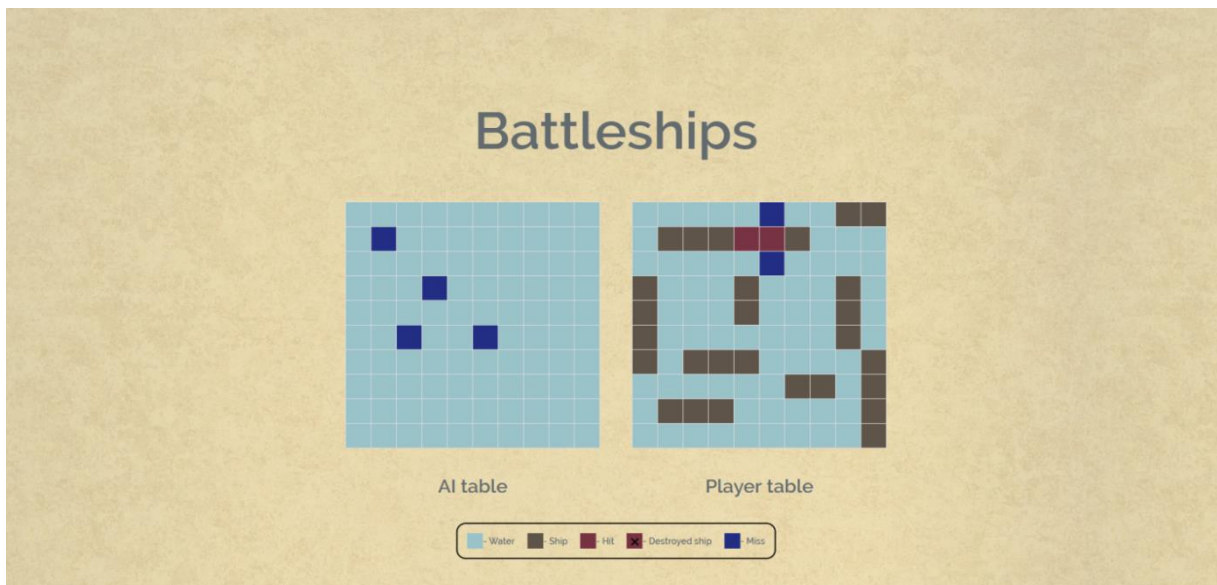 Battleships
AI table
Player table
- Water
- Ship
- Hit
- Destroyed ship
- Miss